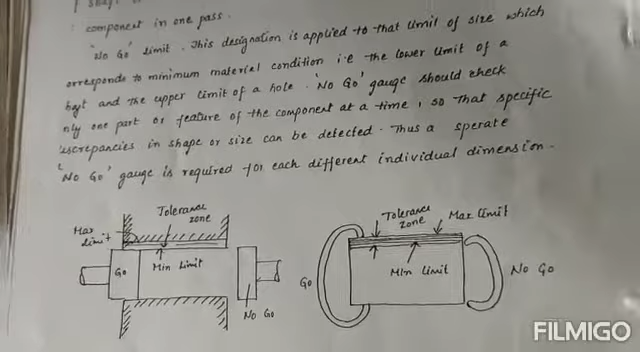 component in one pass.
'No Go' Limit. This designation is applied to that limit of size which
orresponds to minimum material condition i.e the lower limit of a
and the upper limit of a hole. 'No Go' gauge should check
nly one part or feature of the component at a time, so that specific
iscrepancies in shape or size can be detected. Thus a sperate
'No Go' gauge is required for each different individual dimension.
Tolerance
zone
Max
limit
Go
Min Limit
No Go
Tolerance
zone
Max limit
Min Limit
Go
No Go
FILMIGO